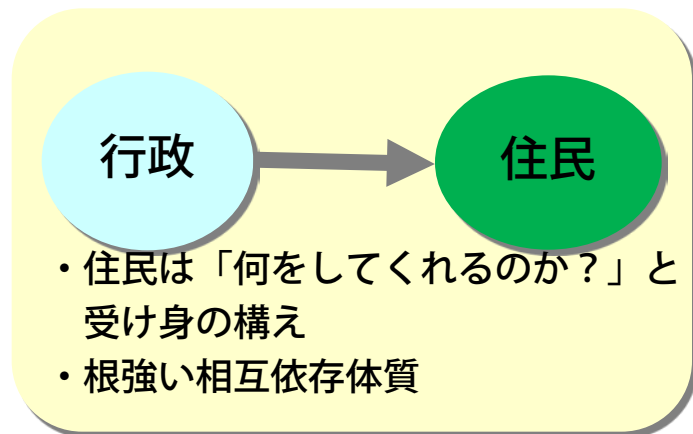 行政
住民
・住民は「何をしてくれるのか？」と
受け身の構え
・根強い相互依存体質